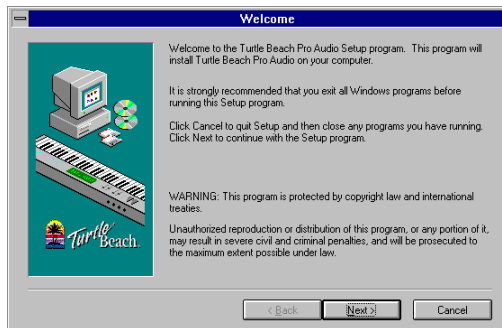 Welcome
Welcome to the Turtle Beach Pro Audio Setup program. This program will
install Turtle Beach Pro Audio on your computer.
It is strongly recommended that you exit all Windows programs before
running this Setup program.
Click Cancel to quit Setup and then close any programs you have running.
Click Next to continue with the Setup program.
WARNING: This program is protected by copyright law and international
treaties.
Unauthorized reproduction or distribution of this program, or any portion of it,
may result in severe civil and criminal penalties, and will be prosecuted to
the maximum extent possible under law.
Turtle
Beach
< Back
Next >
Cancel